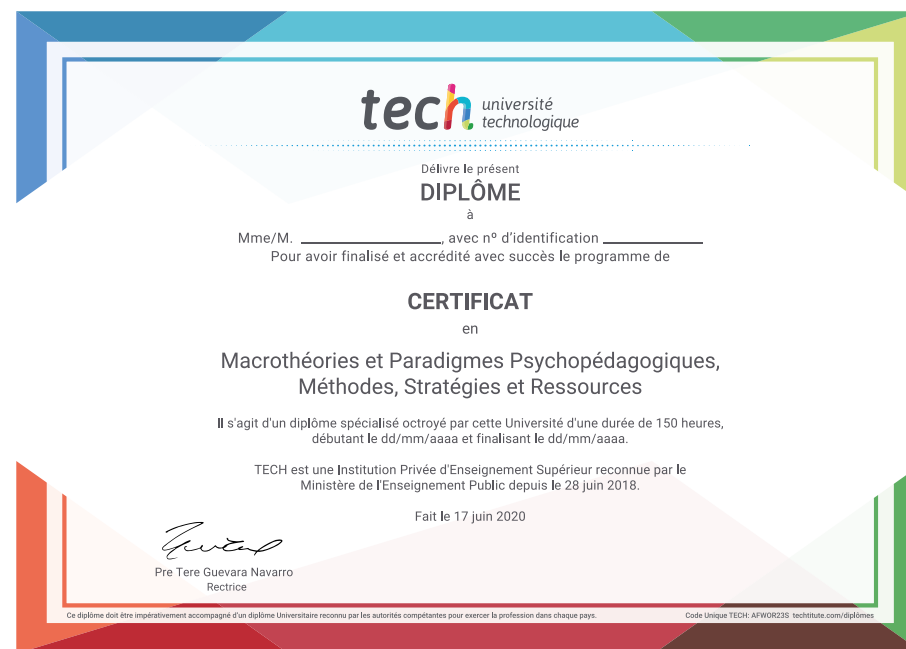 tech université
technologique
Délivre le présent
DIPLÔME
à
Mme/M. ____________________, avec nº d'identification ______________
Pour avoir finalisé et accrédité avec succès le programme de
CERTIFICAT
en
Macrothéories et Paradigmes Psychopédagogiques,
Méthodes, Stratégies et Ressources
Il s'agit d'un diplôme spécialisé octroyé par cette Université d'une durée de 150 heures,
débutant le dd/mm/aaaa et finalisant le dd/mm/aaaa.
TECH est une Institution Privée d'Enseignement Supérieur reconnue par le
Ministère de l'Enseignement Public depuis le 28 juin 2018.
Fait le 17 juin 2020
Pre Tere Guevara Navarro
Rectrice
Ce diplôme doit être impérativement accompagné d'un diplôme Universitaire reconnu par les autorités compétantes pour exercer la profession dans chaque pays.
Code Unique TECH: AFWOR23S techtitute.com/diplômes